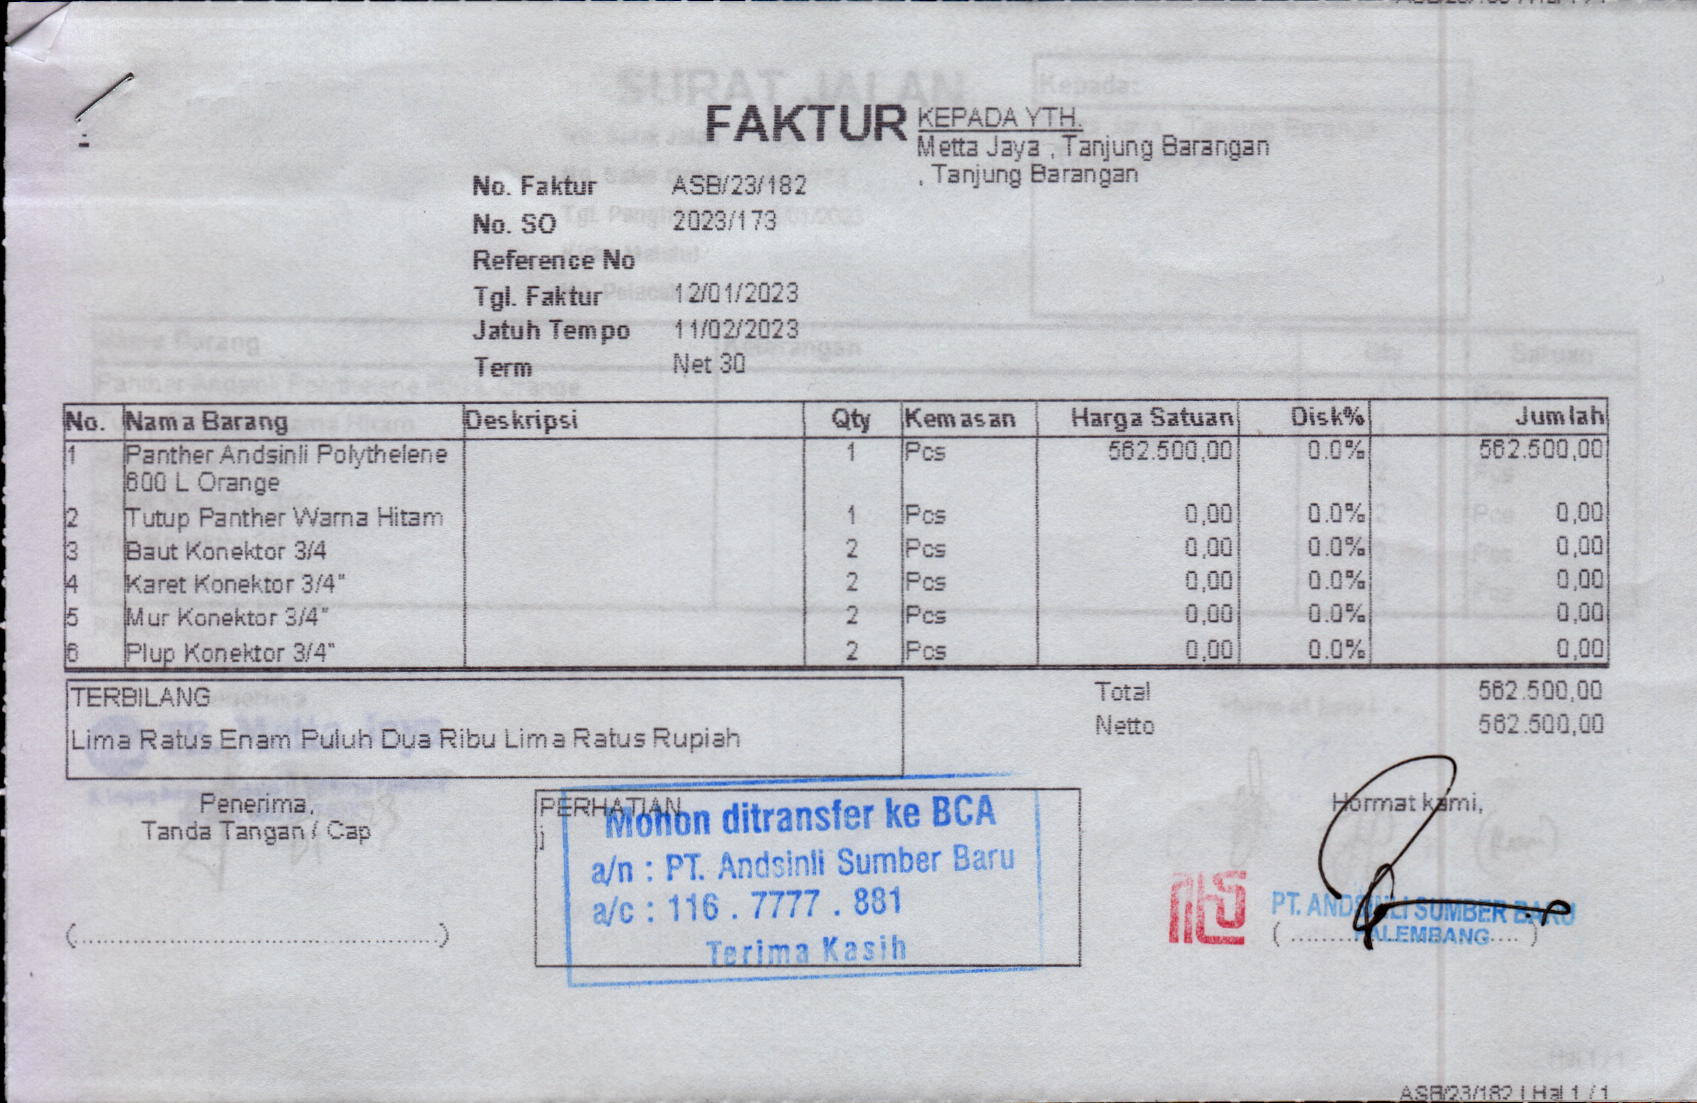 FAKTUR
KEPADA YTH.
Metta Jaya , Tanjung Barangan
, Tanjung Barangan
No. Faktur ASB/23/182
No. SO 2023/173
Reference No
Tgl. Faktur 12/01/2023
Jatuh Tempo 11/02/2023
Term Net 30
No. Nama Barang Deskripsi Qty Kemasan Harga Satuan Disk% Jumlah
1 Panther Andsinli Polythelene 1 Pcs 562.500,00 0.0% 562.500,00
600 L Orange
2 Tutup Panther Warna Hitam 1 Pcs 0,00 0.0% 0,00
3 Baut Konektor 3/4 2 Pcs 0,00 0.0% 0,00
4 Karet Konektor 3/4" 2 Pcs 0,00 0.0% 0,00
5 Mur Konektor 3/4" 2 Pcs 0,00 0.0% 0,00
6 Plup Konektor 3/4" 2 Pcs 0,00 0.0% 0,00
TERBILANG
Lima Ratus Enam Puluh Dua Ribu Lima Ratus Rupiah
Total 562.500,00
Netto 562.500,00
Penerima,
Tanda Tangan / Cap
(............................................)
PERHATIAN
j
Mohon ditransfer ke BCA
a/n : PT. Andsinli Sumber Baru
a/c : 116 . 7777 . 881
Terima Kasih
Hormat kami,
PT. ANDSINLI SUMBER BARU
PALEMBANG
ASB/23/182 | Hal 1 / 1